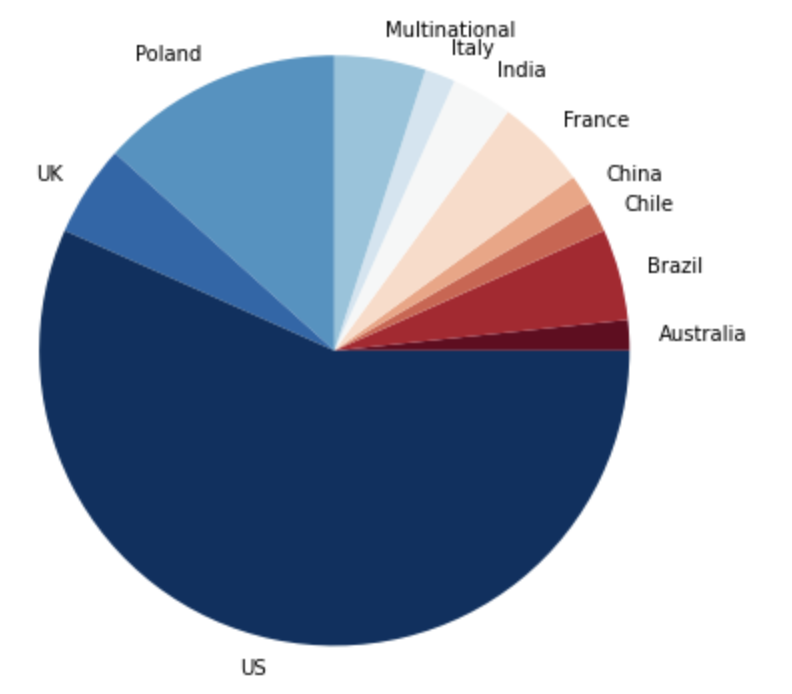 Multinational
Italy
Poland
India
France
UK
China
Chile
Brazil
Australia
US